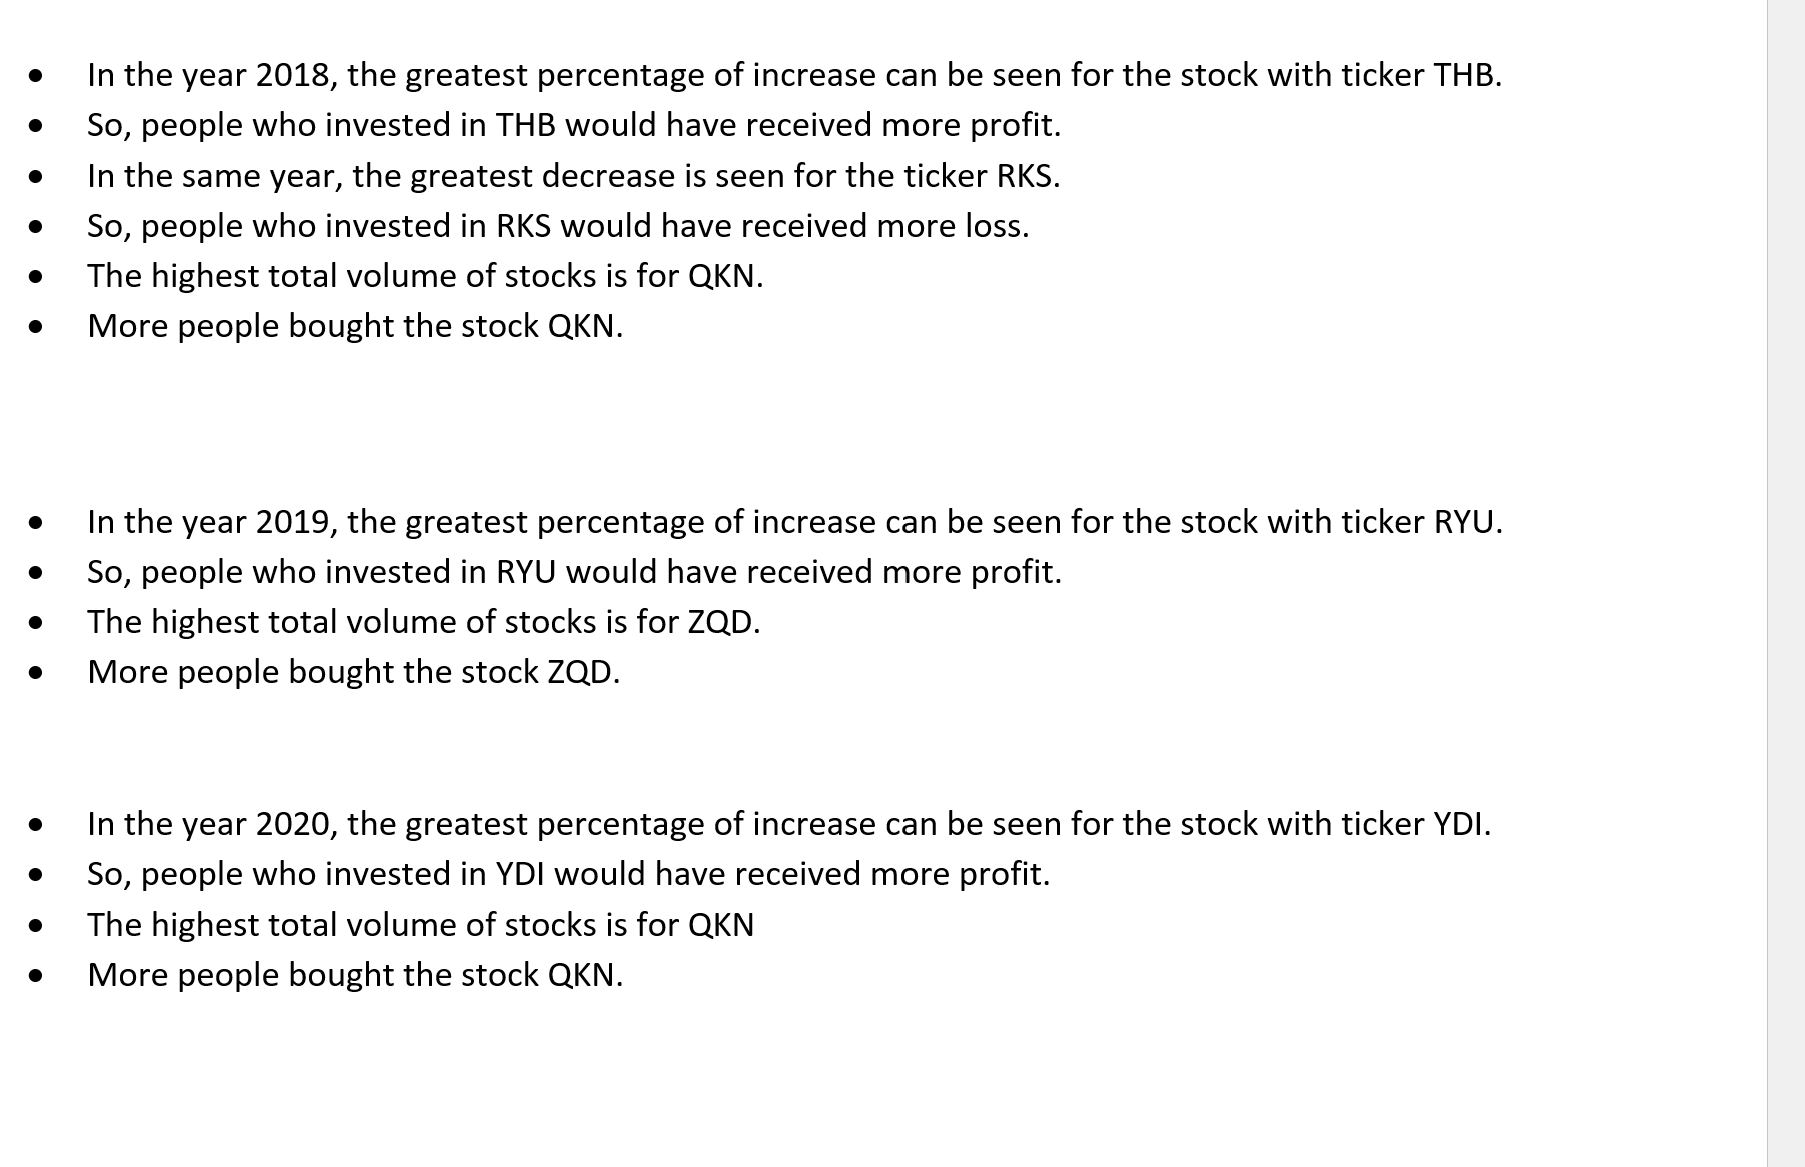 • In the year 2018, the greatest percentage of increase can be seen for the stock with ticker THB.
• So, people who invested in THB would have received more profit.
• In the same year, the greatest decrease is seen for the ticker RKS.
• So, people who invested in RKS would have received more loss.
• The highest total volume of stocks is for QKN.
• More people bought the stock QKN.
• In the year 2019, the greatest percentage of increase can be seen for the stock with ticker RYU.
• So, people who invested in RYU would have received more profit.
• The highest total volume of stocks is for ZQD.
• More people bought the stock ZQD.
• In the year 2020, the greatest percentage of increase can be seen for the stock with ticker YDI.
• So, people who invested in YDI would have received more profit.
• The highest total volume of stocks is for QKN
• More people bought the stock QKN.